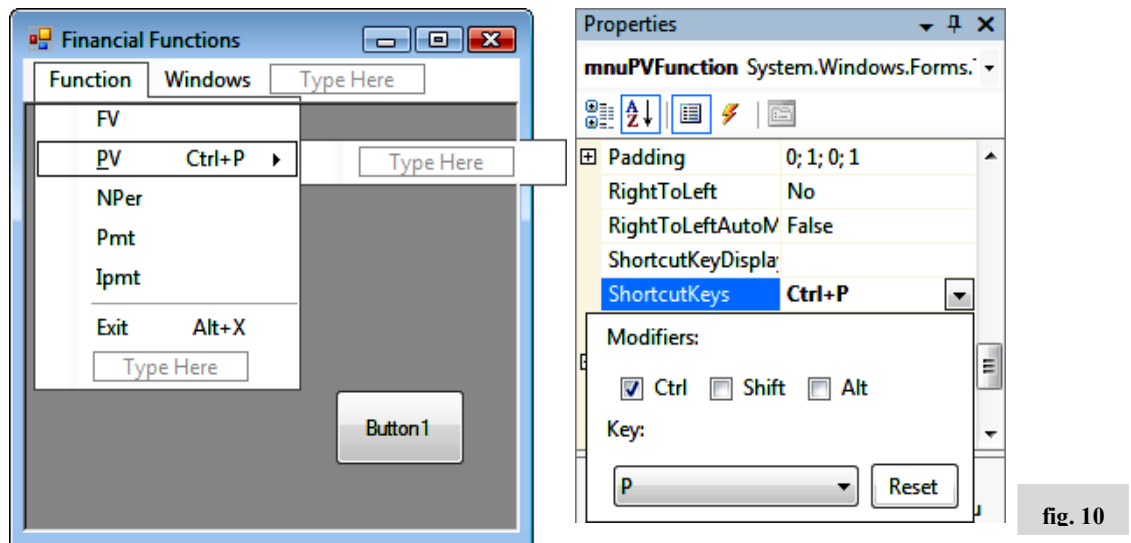 Financial Functions
Function Windows Type Here
FV
PV Ctrl+P Type Here
NPer
Pmt
Ipmt
Exit Alt+X
Type Here
Button1
Properties
mnuPVFunction System.Windows.Forms.
Padding 0; 1; 0; 1
RightToLeft No
RightToLeftAutoM False
ShortcutKeyDispla
ShortcutKeys Ctrl+P
Modifiers:
Ctrl Shift Alt
Key:
P Reset
fig. 10